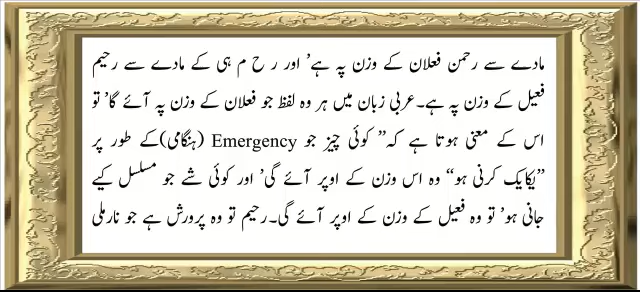 مادے سے رحمن فعلان کے وزن پہ ہے’ اور ر ح م ہی کے مادے سے رحیم
فعیل کے وزن پہ ہے۔عربی زبان میں ہر وہ لفظ جو فعلان کے وزن پہ آئے گا’ تو
اس کے معنی ہوتا ہے کہ’’ کوئی چیز جو Emergency (ہنگامی)کے طور پر
’’یکایک کرنی ہو‘‘ وہ اس وزن کے اوپر آئے گی’ اور کوئی شے جو مسلسل کیے
جانی ہو’ تو وہ فعیل کے وزن کے اوپر آئے گی۔رحیم تو وہ پرورش ہے جو نارملی